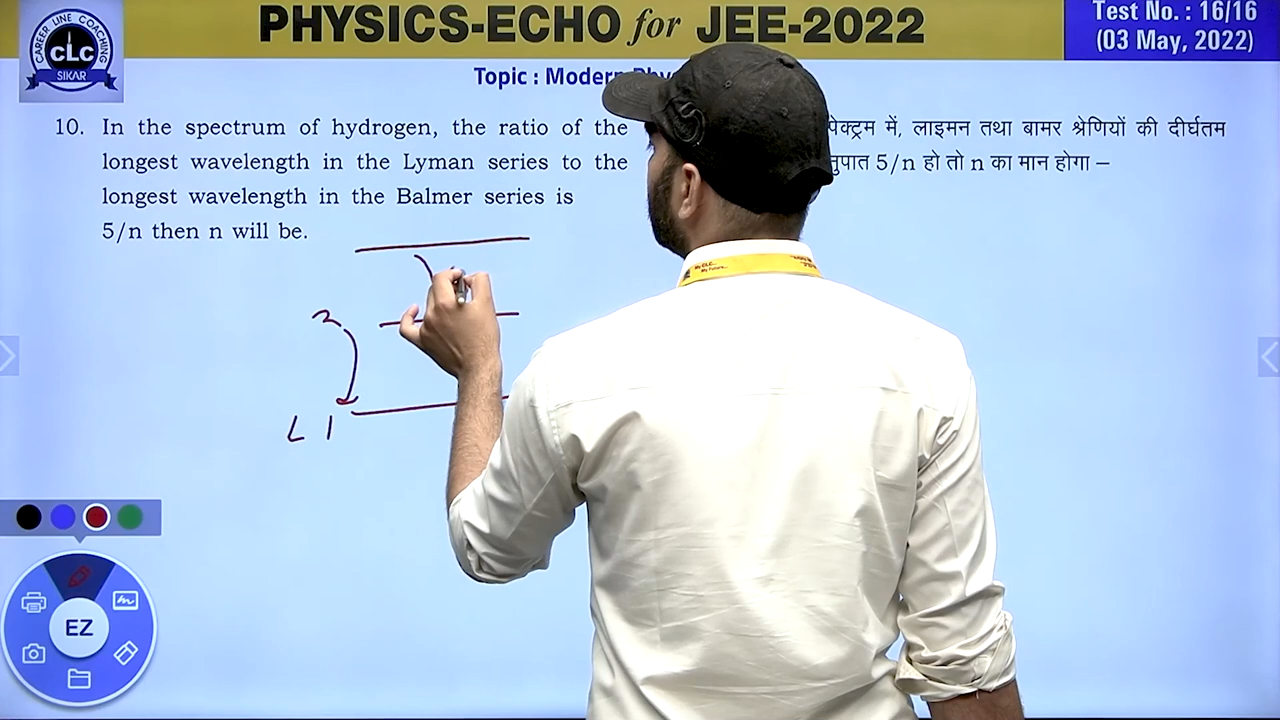 PHYSICS-ECHO for JEE-2022
Test No. : 16/16
(03 May, 2022)
CAREER LINE COACHING
CLC
SIKAR
Topic : Modern
10. In the spectrum of hydrogen, the ratio of the
longest wavelength in the Lyman series to the
longest wavelength in the Balmer series is
5/n then n will be.
में, लाइमन तथा बामर श्रेणियों की दीर्घतम
5/n हो तो n का मान होगा –
2
L 1
EZ